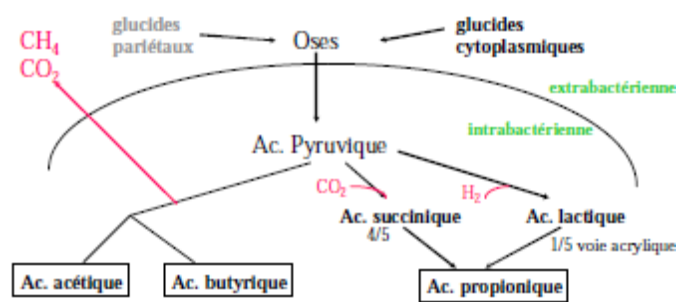 CH4
CO2
glucides
pariétaux
Oses
glucides
cytoplasmiques
extrabactérienne
intrabactérienne
Ac. Pyruvique
CO2
H2
Ac. succinique
4/5
Ac. lactique
1/5 voie acrylique
Ac. acétique
Ac. butyrique
Ac. propionique